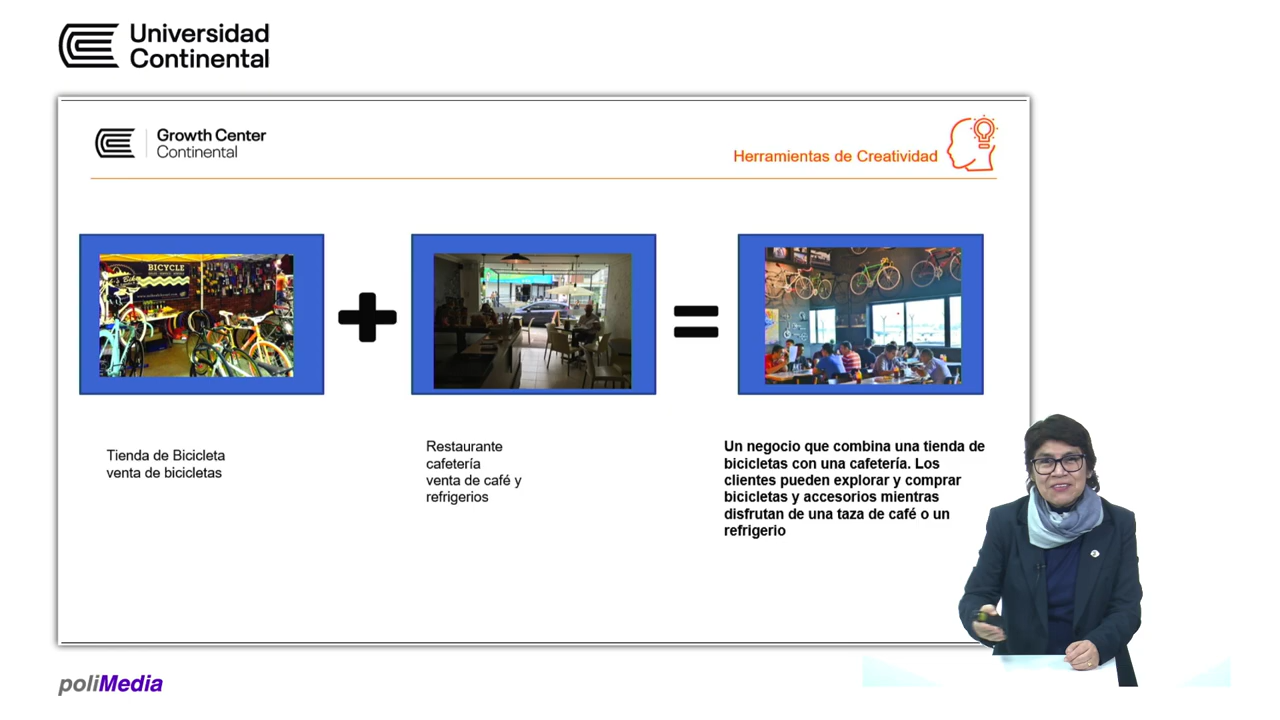 Universidad
Continental
Growth Center
Continental
Herramientas de Creatividad
BICYCLE
Tienda de Bicicleta
venta de bicicletas
Restaurante
cafetería
venta de café y
refrigerios
Un negocio que combina una tienda de
bicicletas con una cafetería. Los
clientes pueden explorar y comprar
bicicletas y accesorios mientras
disfrutan de una taza de café o un
refrigerio
poliMedia